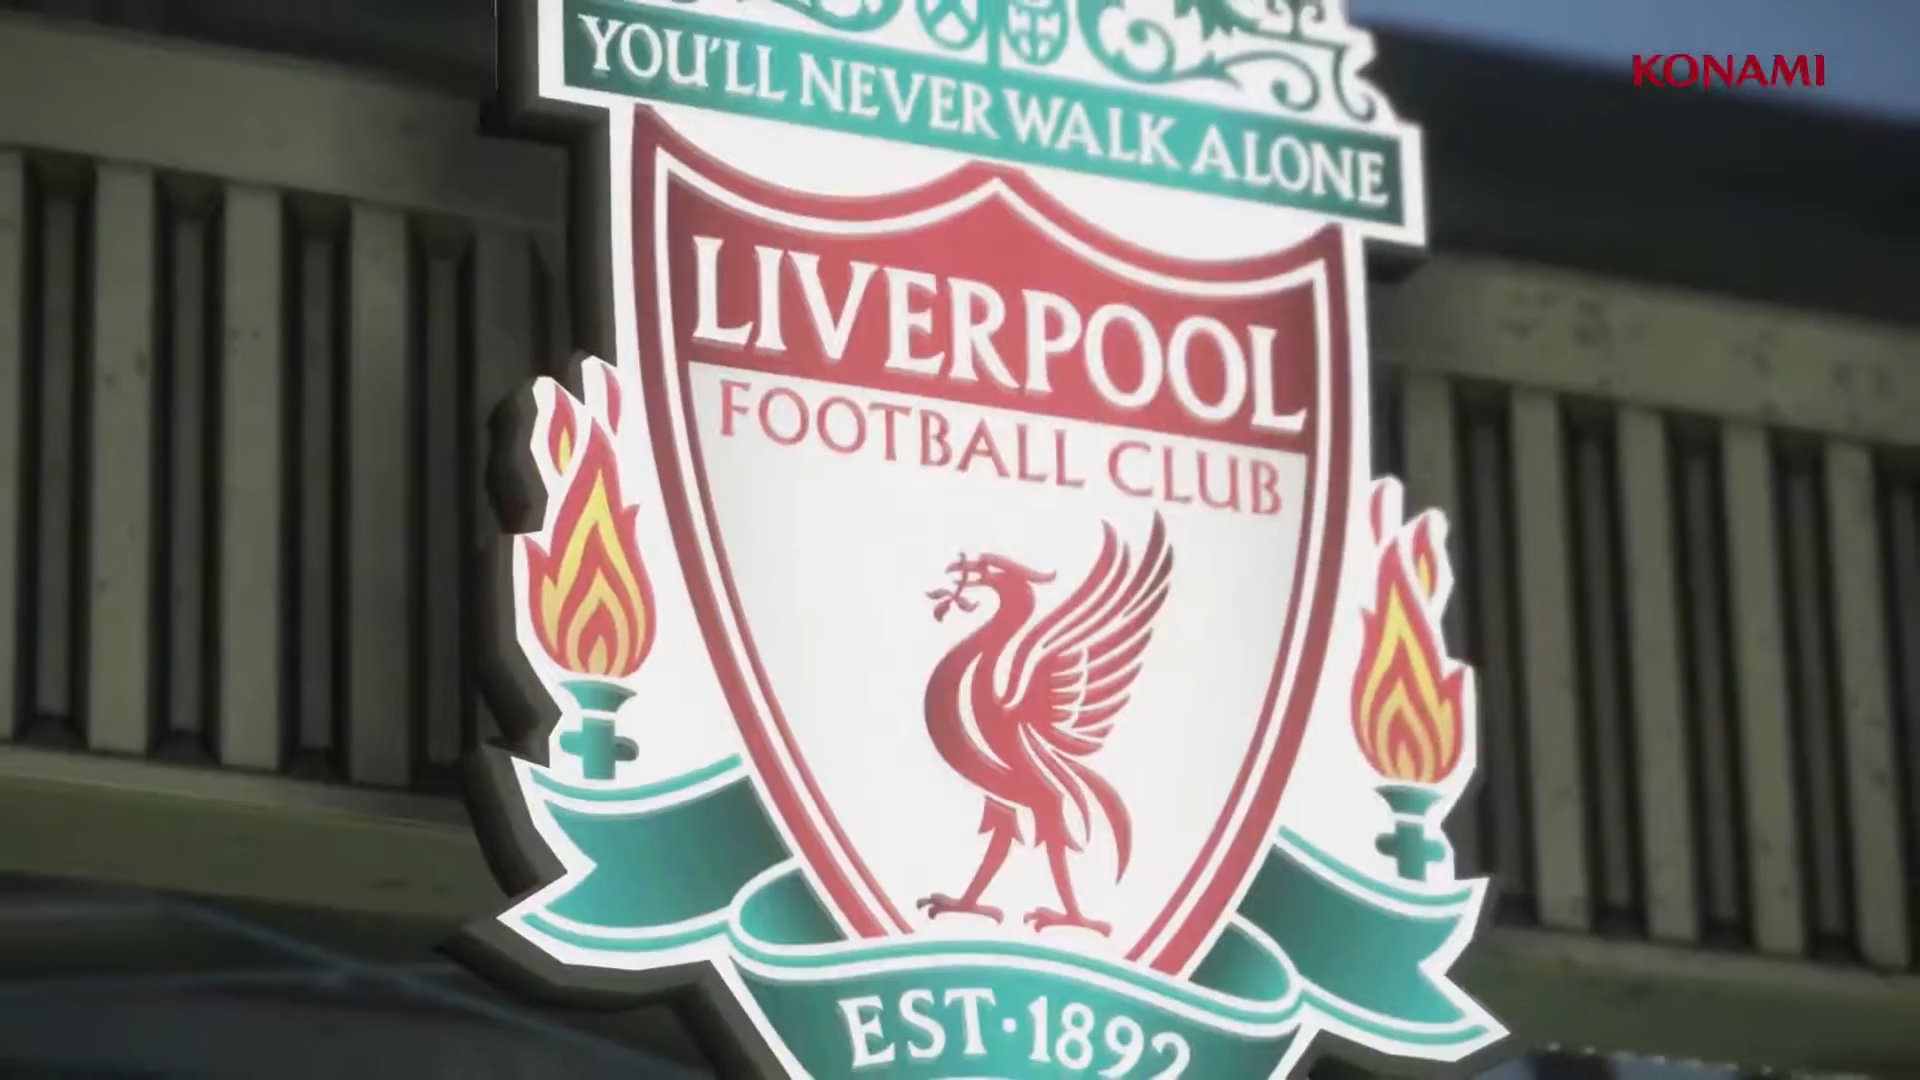 KONAMI
YOU'LL NEVER WALK ALONE
LIVERPOOL
FOOTBALL CLUB
EST·1892